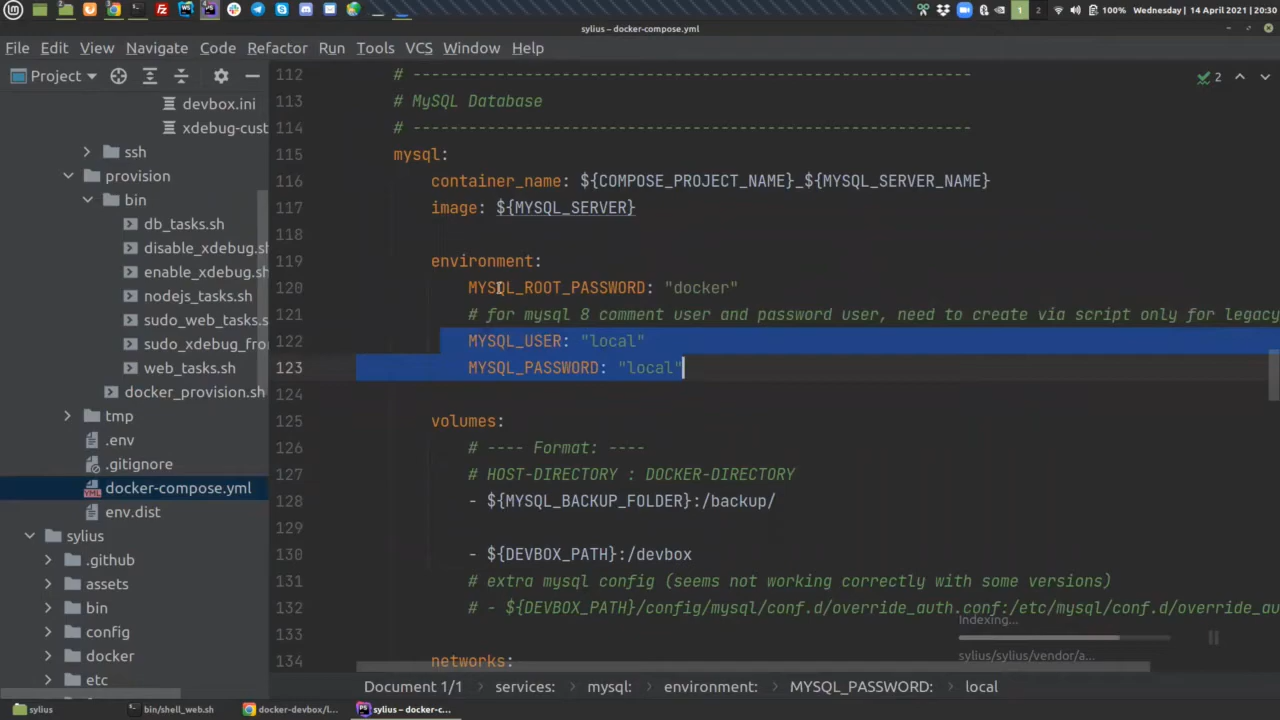 100% Wednesday | 14 April 2021 | 20:30
sylius – docker-compose.yml
File Edit View Navigate Code Refactor Run Tools VCS Window Help
Project
2
devbox.ini
xdebug-cust
ssh
provision
bin
db_tasks.sh
disable_xdebug.sh
enable_xdebug.sh
nodejs_tasks.sh
sudo_web_tasks.s
sudo_xdebug_fro
web_tasks.sh
docker_provision.sh
tmp
.env
.gitignore
docker-compose.yml
env.dist
sylius
.github
assets
bin
config
docker
etc
112 # --------------------------------------------------------------
113 # MySQL Database
114 # --------------------------------------------------------------
115 mysql:
116 container_name: ${COMPOSE_PROJECT_NAME}_${MYSQL_SERVER_NAME}
117 image: ${MYSQL_SERVER}
118
119 environment:
120 MYSQL_ROOT_PASSWORD: "docker"
121 # for mysql 8 comment user and password user, need to create via script only for legacy
122 MYSQL_USER: "local"
123 MYSQL_PASSWORD: "local"
124
125 volumes:
126 # ---- Format: ----
127 # HOST-DIRECTORY : DOCKER-DIRECTORY
128 - ${MYSQL_BACKUP_FOLDER}:/backup/
129
130 - ${DEVBOX_PATH}:/devbox
131 # extra mysql config (seems not working correctly with some versions)
132 # - ${DEVBOX_PATH}/config/mysql/conf.d/override_auth.conf:/etc/mysql/conf.d/override_au
133
134 networks:
Indexing...
sylius/sylius/vendor/a...
Document 1/1 › services: › mysql: › environment: › MYSQL_PASSWORD: › local
sylius bin/shell_web.sh docker-devbox/l... sylius – docker-c...